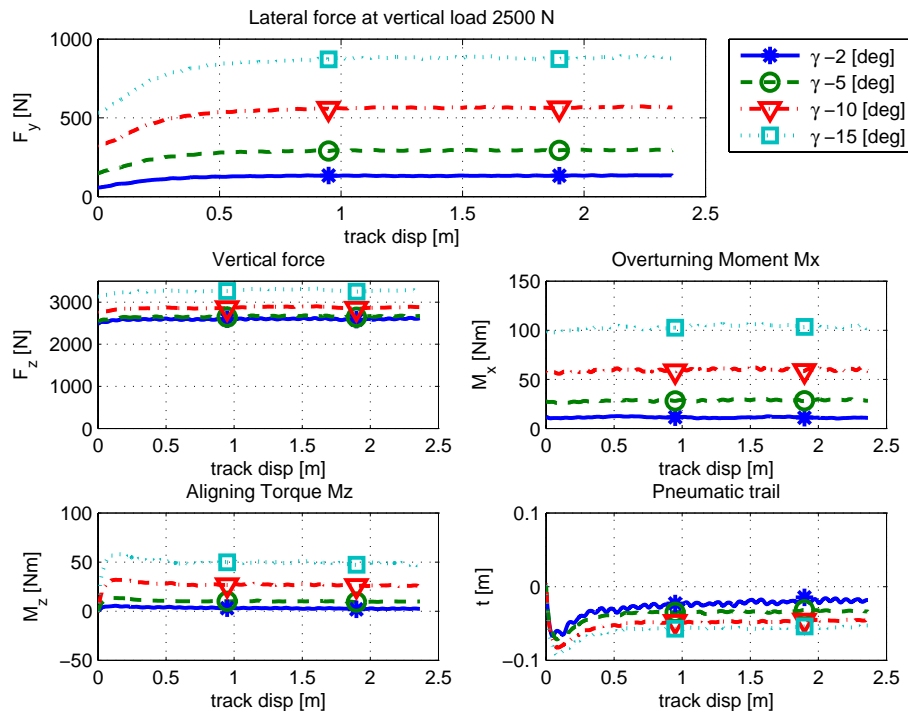 Lateral force at vertical load 2500 N
1000
500
0
F_y [N]
0 0.5 1 1.5 2 2.5
track disp [m]
γ −2 [deg]
γ −5 [deg]
γ −10 [deg]
γ −15 [deg]
Vertical force
3000
2000
1000
0
F_z [N]
0 0.5 1 1.5 2 2.5
track disp [m]
Overturning Moment Mx
150
100
50
0
M_x [Nm]
0 0.5 1 1.5 2 2.5
track disp [m]
Aligning Torque Mz
100
50
0
−50
M_z [Nm]
0 0.5 1 1.5 2 2.5
track disp [m]
Pneumatic trail
0.1
0
−0.1
t [m]
0 0.5 1 1.5 2 2.5
track disp [m]